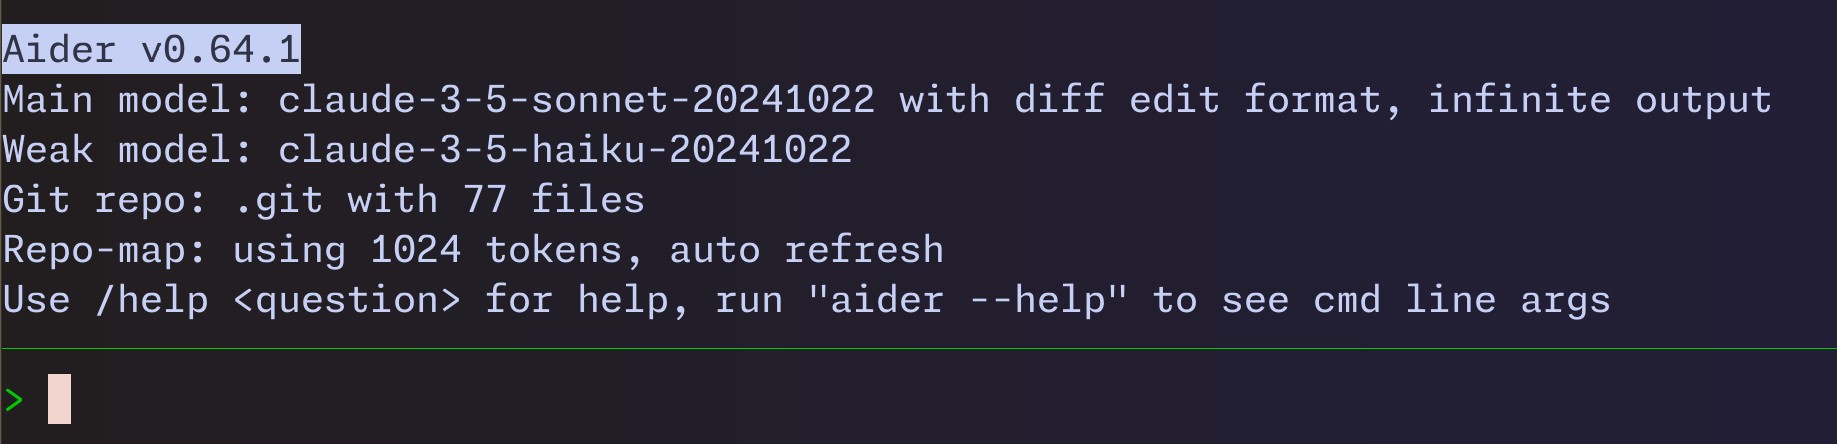 Aider v0.64.1
Main model: claude-3-5-sonnet-20241022 with diff edit format, infinite output
Weak model: claude-3-5-haiku-20241022
Git repo: .git with 77 files
Repo-map: using 1024 tokens, auto refresh
Use /help <question> for help, run "aider --help" to see cmd line args
>